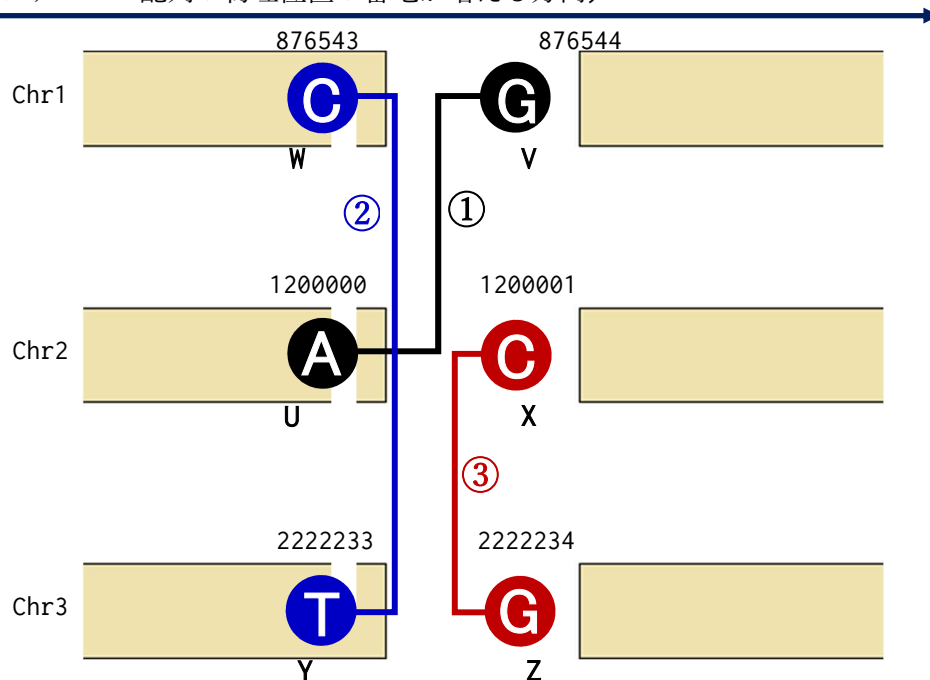 876543 876544
Chr1 C G
W V
② ①
1200000 1200001
Chr2 A C
U X
③
2222233 2222234
Chr3 T G
Y Z